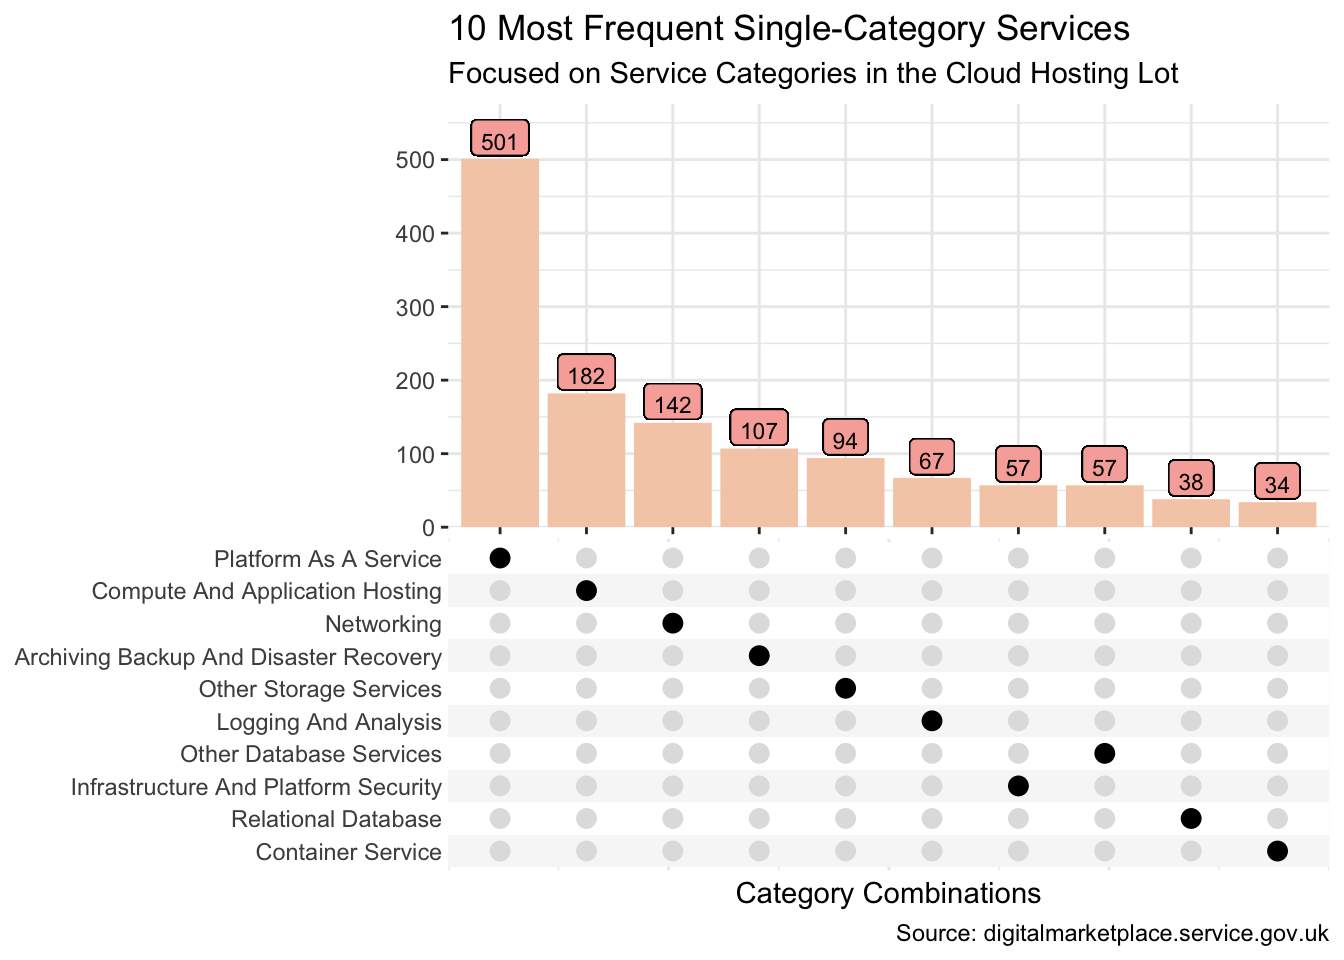 10 Most Frequent Single-Category Services
Focused on Service Categories in the Cloud Hosting Lot
500
400
300
200
100
0
501
182
142
107
94
67
57
57
38
34
Platform As A Service
Compute And Application Hosting
Networking
Archiving Backup And Disaster Recovery
Other Storage Services
Logging And Analysis
Other Database Services
Infrastructure And Platform Security
Relational Database
Container Service
Category Combinations
Source: digitalmarketplace.service.gov.uk